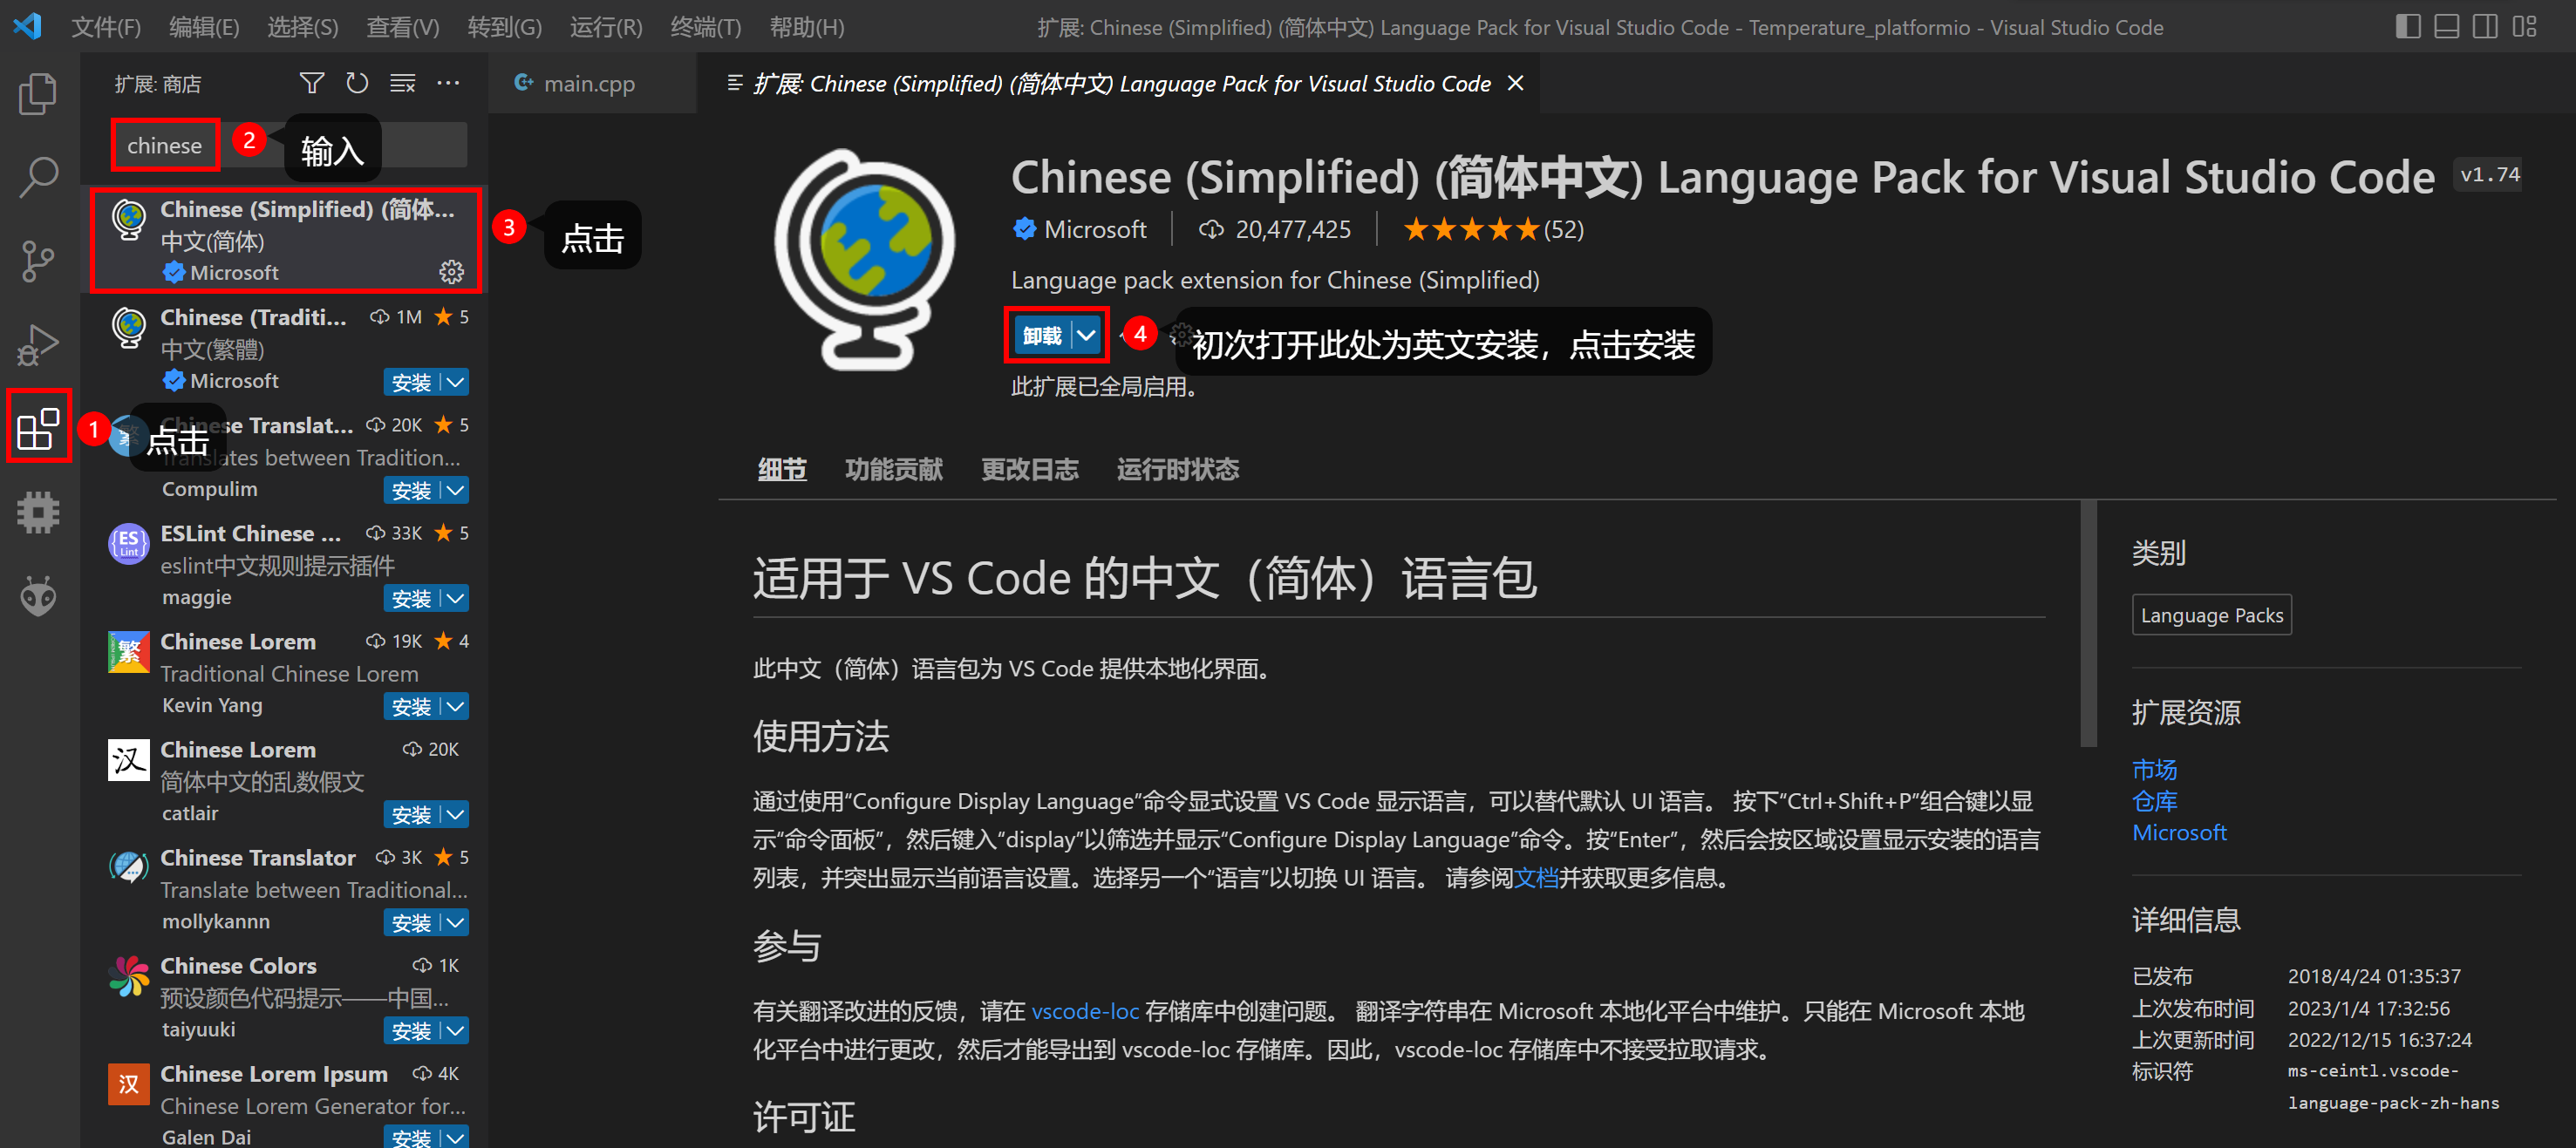 文件(F) 编辑(E) 选择(S) 查看(V) 转到(G) 运行(R) 终端(T) 帮助(H)
扩展: Chinese (Simplified) (简体中文) Language Pack for Visual Studio Code - Temperature_platformio - Visual Studio Code
扩展: 商店
chinese
2
输入
Chinese (Simplified) (简体...
中文(简体)
Microsoft
3
点击
Chinese (Traditi... 1M 5
中文(繁體)
Microsoft
安装
1
点击
Chinese Translat... 20K 5
Translates between Tradition...
Compulim
安装
ESLint Chinese ... 33K 5
ES
Lint
eslint中文规则提示插件
maggie
安装
繁
Chinese Lorem 19K 4
Traditional Chinese Lorem
Kevin Yang
安装
汉
Chinese Lorem 20K
简体中文的乱数假文
catlair
安装
Chinese Translator 3K 5
Translate between Traditional...
mollykannn
安装
Chinese Colors 1K
预设颜色代码提示——中国...
taiyuuki
安装
汉
Chinese Lorem Ipsum 4K
Chinese Lorem Generator for...
Galen Dai
安装
main.cpp
扩展: Chinese (Simplified) (简体中文) Language Pack for Visual Studio Code
Chinese (Simplified) (简体中文) Language Pack for Visual Studio Code v1.74
Microsoft 20,477,425 (52)
Language pack extension for Chinese (Simplified)
卸载
4
初次打开此处为英文安装，点击安装
此扩展已全局启用。
细节 功能贡献 更改日志 运行时状态
适用于 VS Code 的中文（简体）语言包
此中文（简体）语言包为 VS Code 提供本地化界面。
使用方法
通过使用“Configure Display Language”命令显式设置 VS Code 显示语言，可以替代默认 UI 语言。 按下“Ctrl+Shift+P”组合键以显
示“命令面板”，然后键入“display”以筛选并显示“Configure Display Language”命令。按“Enter”，然后会按区域设置显示安装的语言
列表，并突出显示当前语言设置。选择另一个“语言”以切换 UI 语言。 请参阅文档并获取更多信息。
参与
有关翻译改进的反馈，请在 vscode-loc 存储库中创建问题。 翻译字符串在 Microsoft 本地化平台中维护。只能在 Microsoft 本地
化平台中进行更改，然后才能导出到 vscode-loc 存储库。因此，vscode-loc 存储库中不接受拉取请求。
许可证
类别
Language Packs
扩展资源
市场
仓库
Microsoft
详细信息
已发布 2018/4/24 01:35:37
上次发布时间 2023/1/4 17:32:56
上次更新时间 2022/12/15 16:37:24
标识符 ms-ceintl.vscode-
language-pack-zh-hans